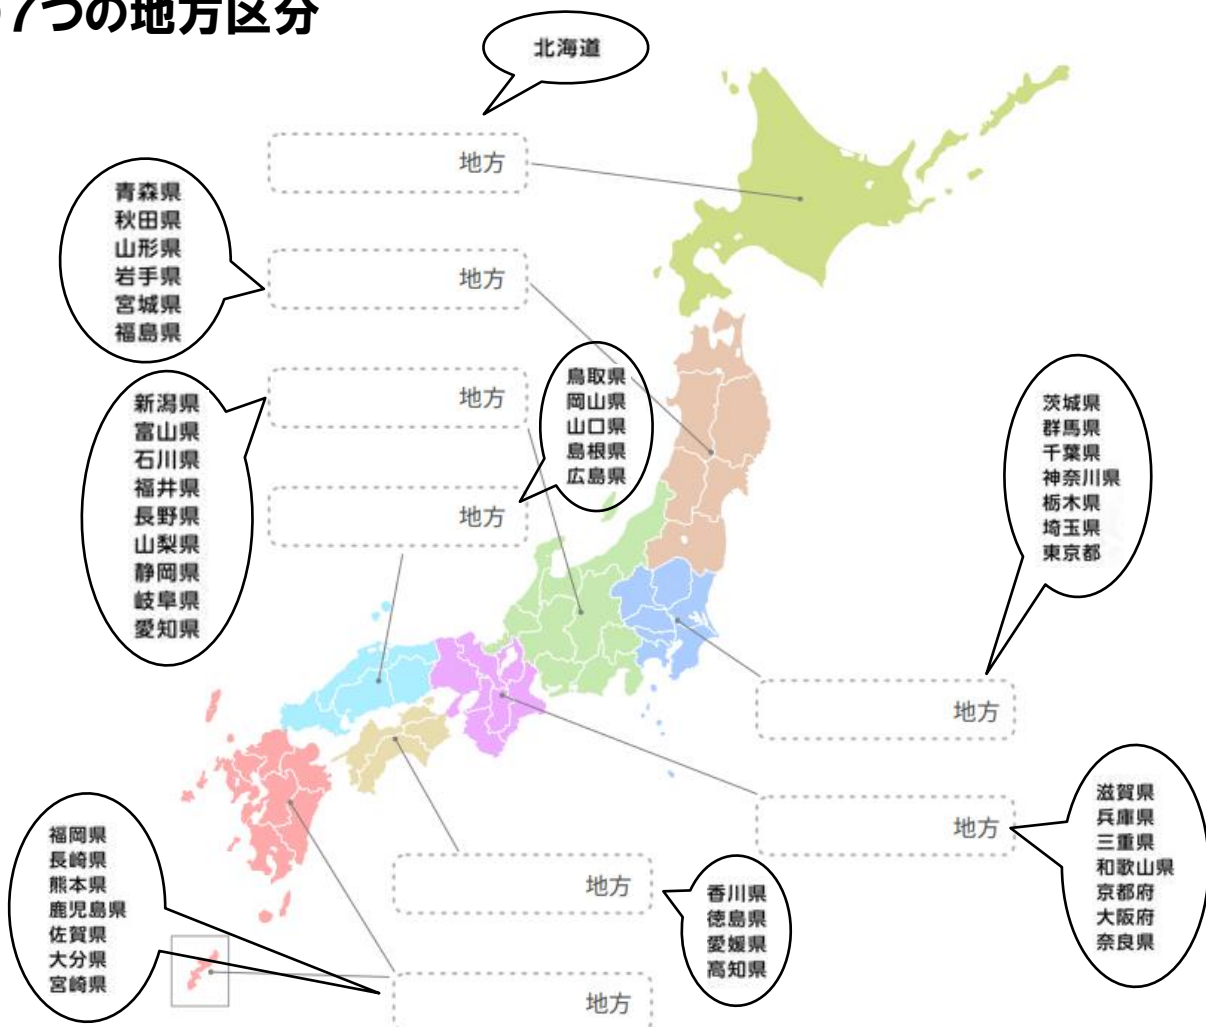 7つの地方区分
北海道
地方
青森県
秋田県
山形県
岩手県
宮城県
福島県
地方
新潟県
富山県
石川県
福井県
長野県
山梨県
静岡県
岐阜県
愛知県
地方
鳥取県
岡山県
山口県
島根県
広島県
地方
茨城県
群馬県
千葉県
神奈川県
栃木県
埼玉県
東京都
地方
滋賀県
兵庫県
三重県
和歌山県
京都府
大阪府
奈良県
地方
香川県
徳島県
愛媛県
高知県
地方
福岡県
長崎県
熊本県
鹿児島県
佐賀県
大分県
宮崎県
地方